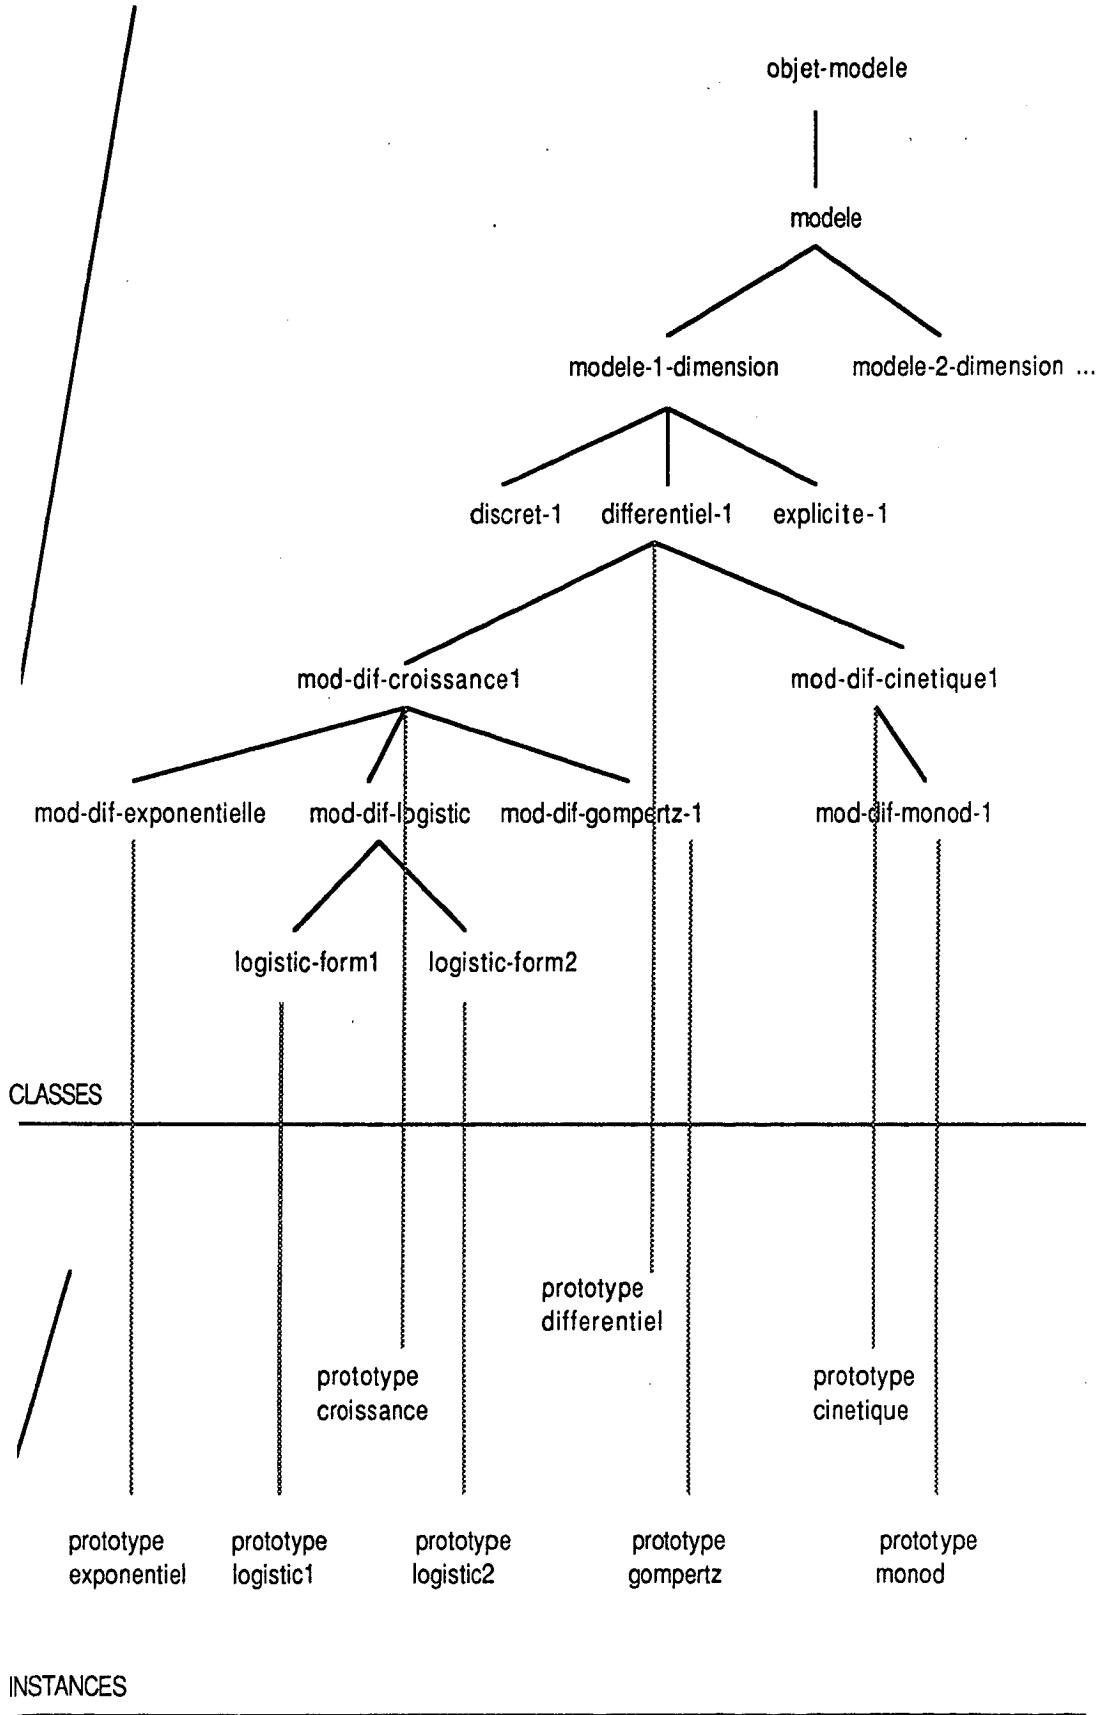 objet-modele
modele
modele-1-dimension
modele-2-dimension ...
discret-1
differentiel-1
explicite-1
mod-dif-croissance1
mod-dif-cinetique1
mod-dif-exponentielle
mod-dif-logistic
mod-dif-gompertz-1
mod-dif-monod-1
logistic-form1
logistic-form2
CLASSES
prototype
differentiel
prototype
croissance
prototype
cinetique
prototype
exponentiel
prototype
logistic1
prototype
logistic2
prototype
gompertz
prototype
monod
INSTANCES